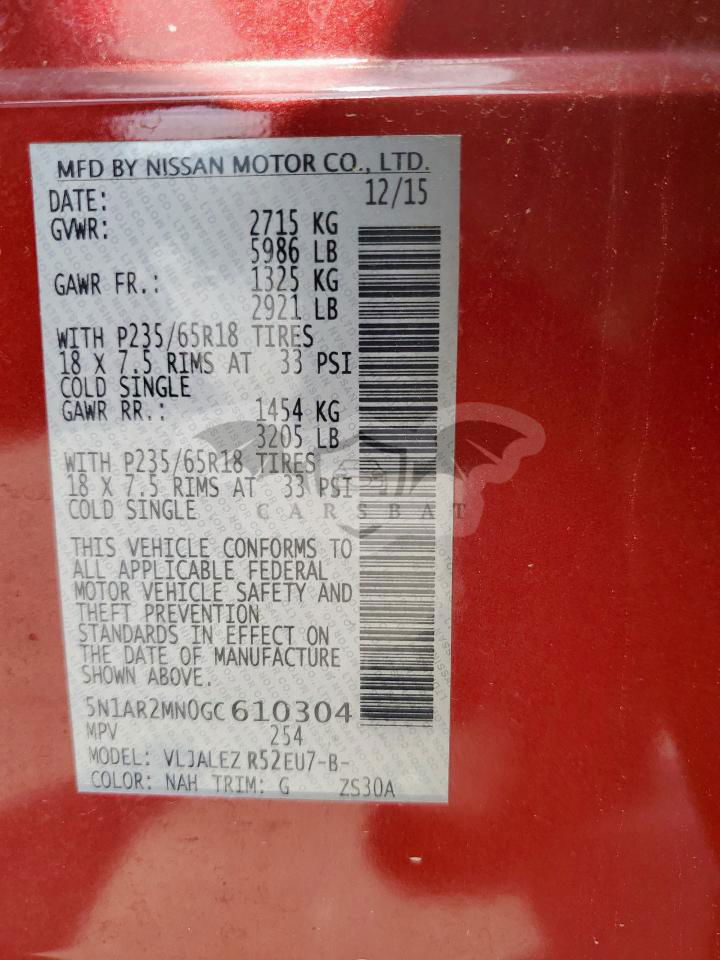 MFD BY NISSAN MOTOR CO., LTD.
DATE: 12/15
GVWR: 2715 KG
5986 LB
GAWR FR.: 1325 KG
2921 LB
WITH P235/65R18 TIRES
18 X 7.5 RIMS AT 33 PSI
COLD SINGLE
GAWR RR.: 1454 KG
3205 LB
WITH P235/65R18 TIRES
18 X 7.5 RIMS AT 33 PSI
COLD SINGLE
CARSBAT
THIS VEHICLE CONFORMS TO
ALL APPLICABLE FEDERAL
MOTOR VEHICLE SAFETY AND
THEFT PREVENTION
STANDARDS IN EFFECT ON
THE DATE OF MANUFACTURE
SHOWN ABOVE.
5N1AR2MN0GC610304
MPV 254
MODEL: VLJALEZ R52EU7-B-
COLOR: NAH TRIM: G ZS30A